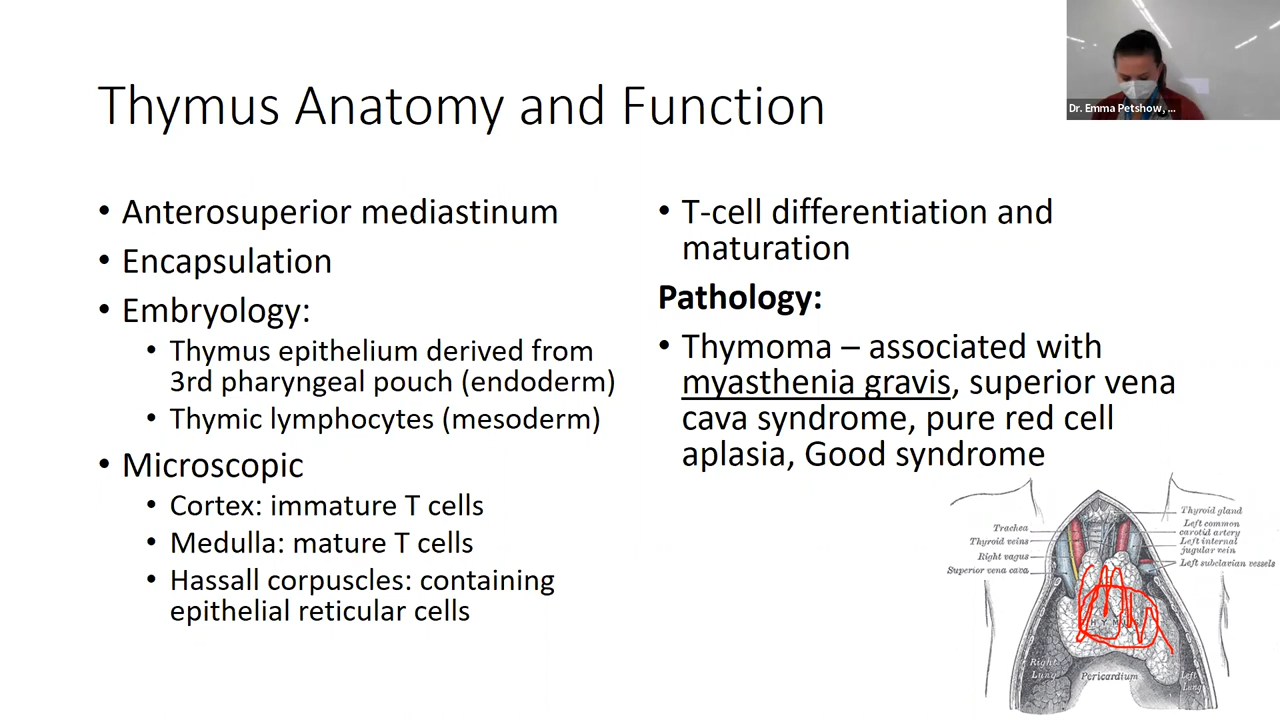 Thymus Anatomy and Function
Dr. Emma Petshow, ...
• Anterosuperior mediastinum
• Encapsulation
• Embryology:
• Thymus epithelium derived from
3rd pharyngeal pouch (endoderm)
• Thymic lymphocytes (mesoderm)
• Microscopic
• Cortex: immature T cells
• Medulla: mature T cells
• Hassall corpuscles: containing
epithelial reticular cells
• T-cell differentiation and
maturation
Pathology:
• Thymoma – associated with
myasthenia gravis, superior vena
cava syndrome, pure red cell
aplasia, Good syndrome
Trachea
Thyroid veins
Right vagus
Superior vena cava
Thyroid gland
Left common
carotid artery
Left internal
jugular vein
Left subclavian vessels
Right
Lung
Pericardium
Left
Lung